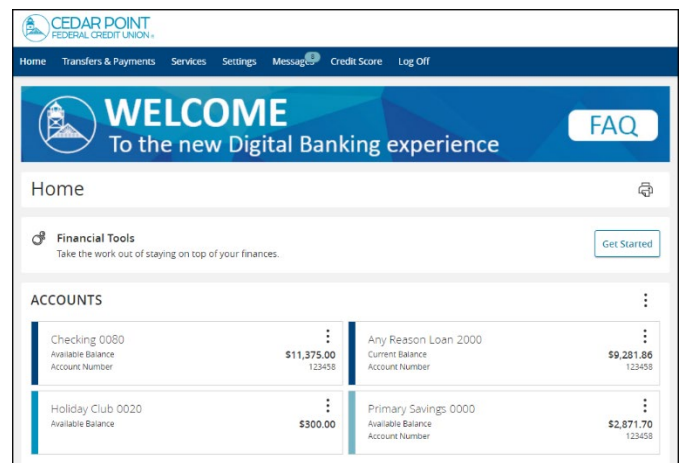 CEDAR POINT
FEDERAL CREDIT UNION
Home Transfers & Payments Services Settings Messages Credit Score Log Off
WELCOME
To the new Digital Banking experience
FAQ
Home
Financial Tools
Take the work out of staying on top of your finances.
Get Started
ACCOUNTS
Checking 0080
Available Balance $11,375.00
Account Number 123458
Any Reason Loan 2000
Current Balance $9,281.86
Account Number 123458
Holiday Club 0020
Available Balance $300.00
Primary Savings 0000
Available Balance $2,871.70
Account Number 123458